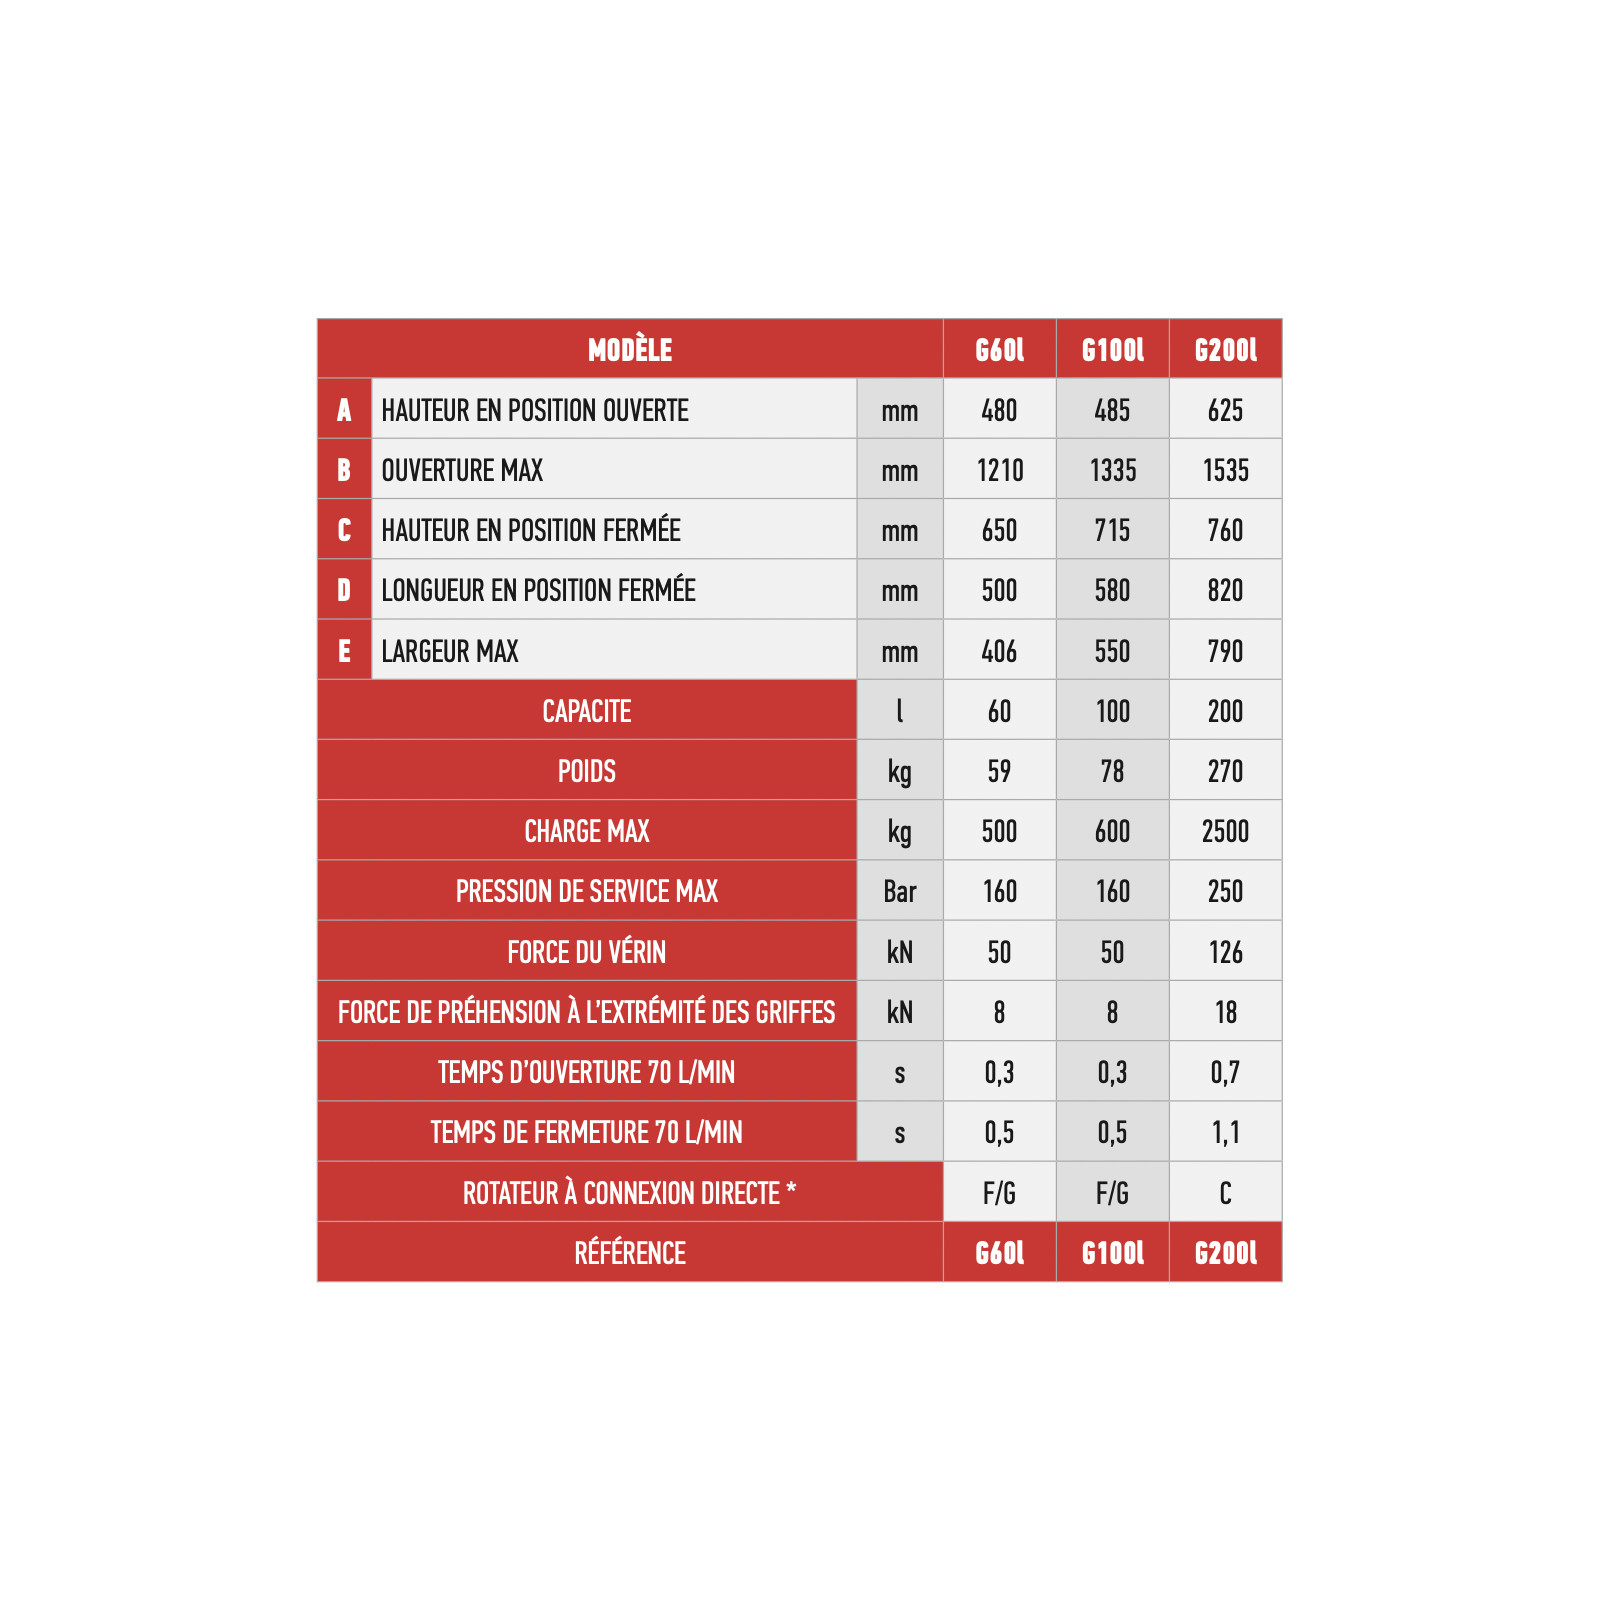 MODÈLE G60l G100l G200l
A HAUTEUR EN POSITION OUVERTE mm 480 485 625
B OUVERTURE MAX mm 1210 1335 1535
C HAUTEUR EN POSITION FERMÉE mm 650 715 760
D LONGUEUR EN POSITION FERMÉE mm 500 580 820
E LARGEUR MAX mm 406 550 790
CAPACITE l 60 100 200
POIDS kg 59 78 270
CHARGE MAX kg 500 600 2500
PRESSION DE SERVICE MAX Bar 160 160 250
FORCE DU VÉRIN kN 50 50 126
FORCE DE PRÉHENSION À L’EXTRÉMITÉ DES GRIFFES kN 8 8 18
TEMPS D’OUVERTURE 70 L/MIN s 0,3 0,3 0,7
TEMPS DE FERMETURE 70 L/MIN s 0,5 0,5 1,1
ROTATEUR À CONNEXION DIRECTE * F/G F/G C
RÉFÉRENCE G60l G100l G200l